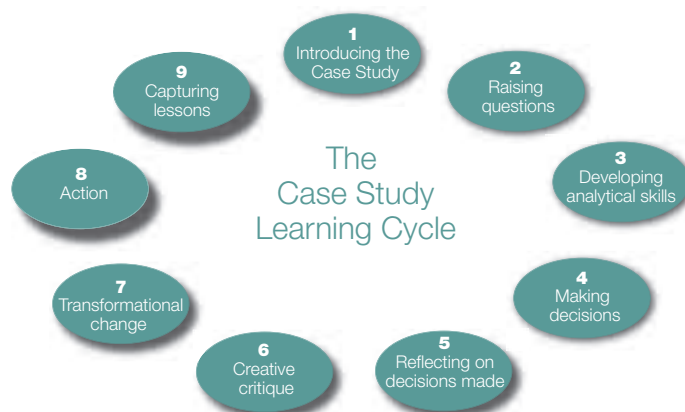 1
Introducing the
Case Study
2
Raising
questions
3
Developing
analytical skills
4
Making
decisions
5
Reflecting on
decisions made
6
Creative
critique
7
Transformational
change
8
Action
9
Capturing
lessons
The
Case Study
Learning Cycle